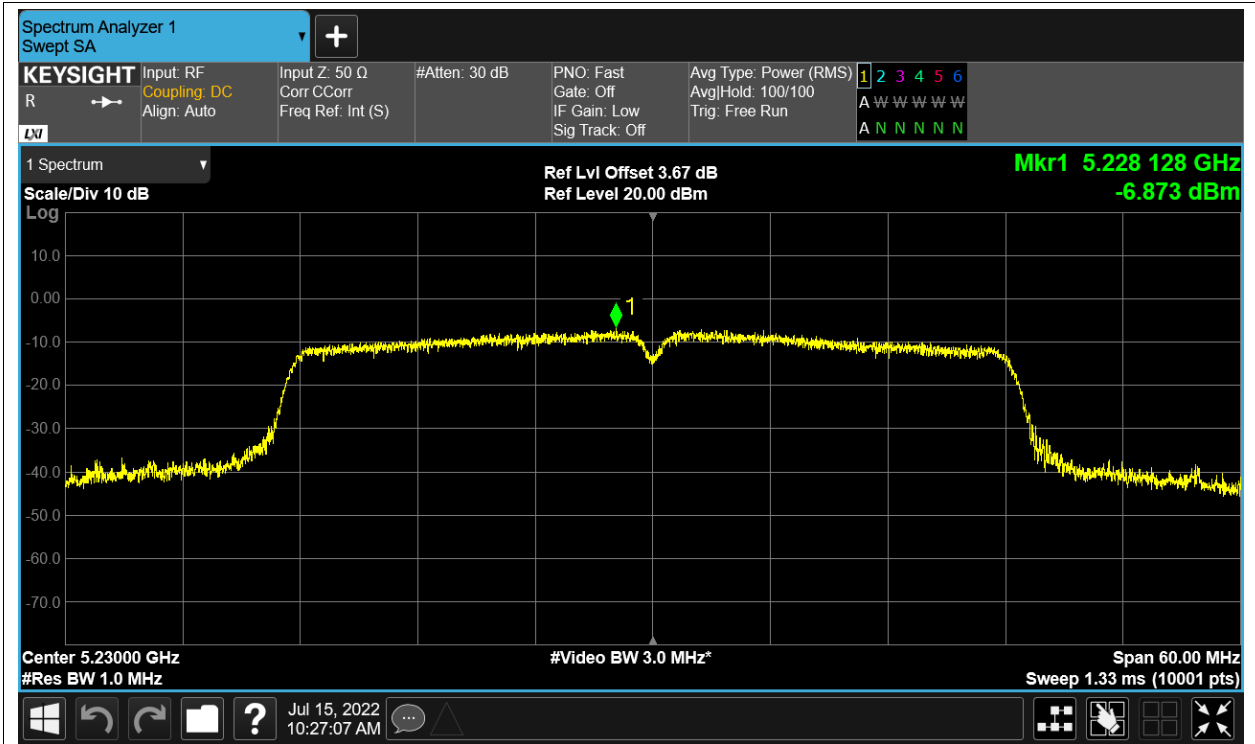 Spectrum Analyzer 1
Swept SA
KEYSIGHT
R
LXI
Input: RF
Coupling: DC
Align: Auto
Input Z: 50 Ω
Corr CCorr
Freq Ref: Int (S)
#Atten: 30 dB
PNO: Fast
Gate: Off
IF Gain: Low
Sig Track: Off
Avg Type: Power (RMS)
Avg|Hold: 100/100
Trig: Free Run
1 2 3 4 5 6
A W W W W W
A N N N N N
1 Spectrum
Scale/Div 10 dB
Log
Ref Lvl Offset 3.67 dB
Ref Level 20.00 dBm
Mkr1 5.228 128 GHz
-6.873 dBm
10.0
0.00
1
-10.0
-20.0
-30.0
-40.0
-50.0
-60.0
-70.0
Center 5.23000 GHz
#Res BW 1.0 MHz
#Video BW 3.0 MHz*
Span 60.00 MHz
Sweep 1.33 ms (10001 pts)
?
Jul 15, 2022
10:27:07 AM